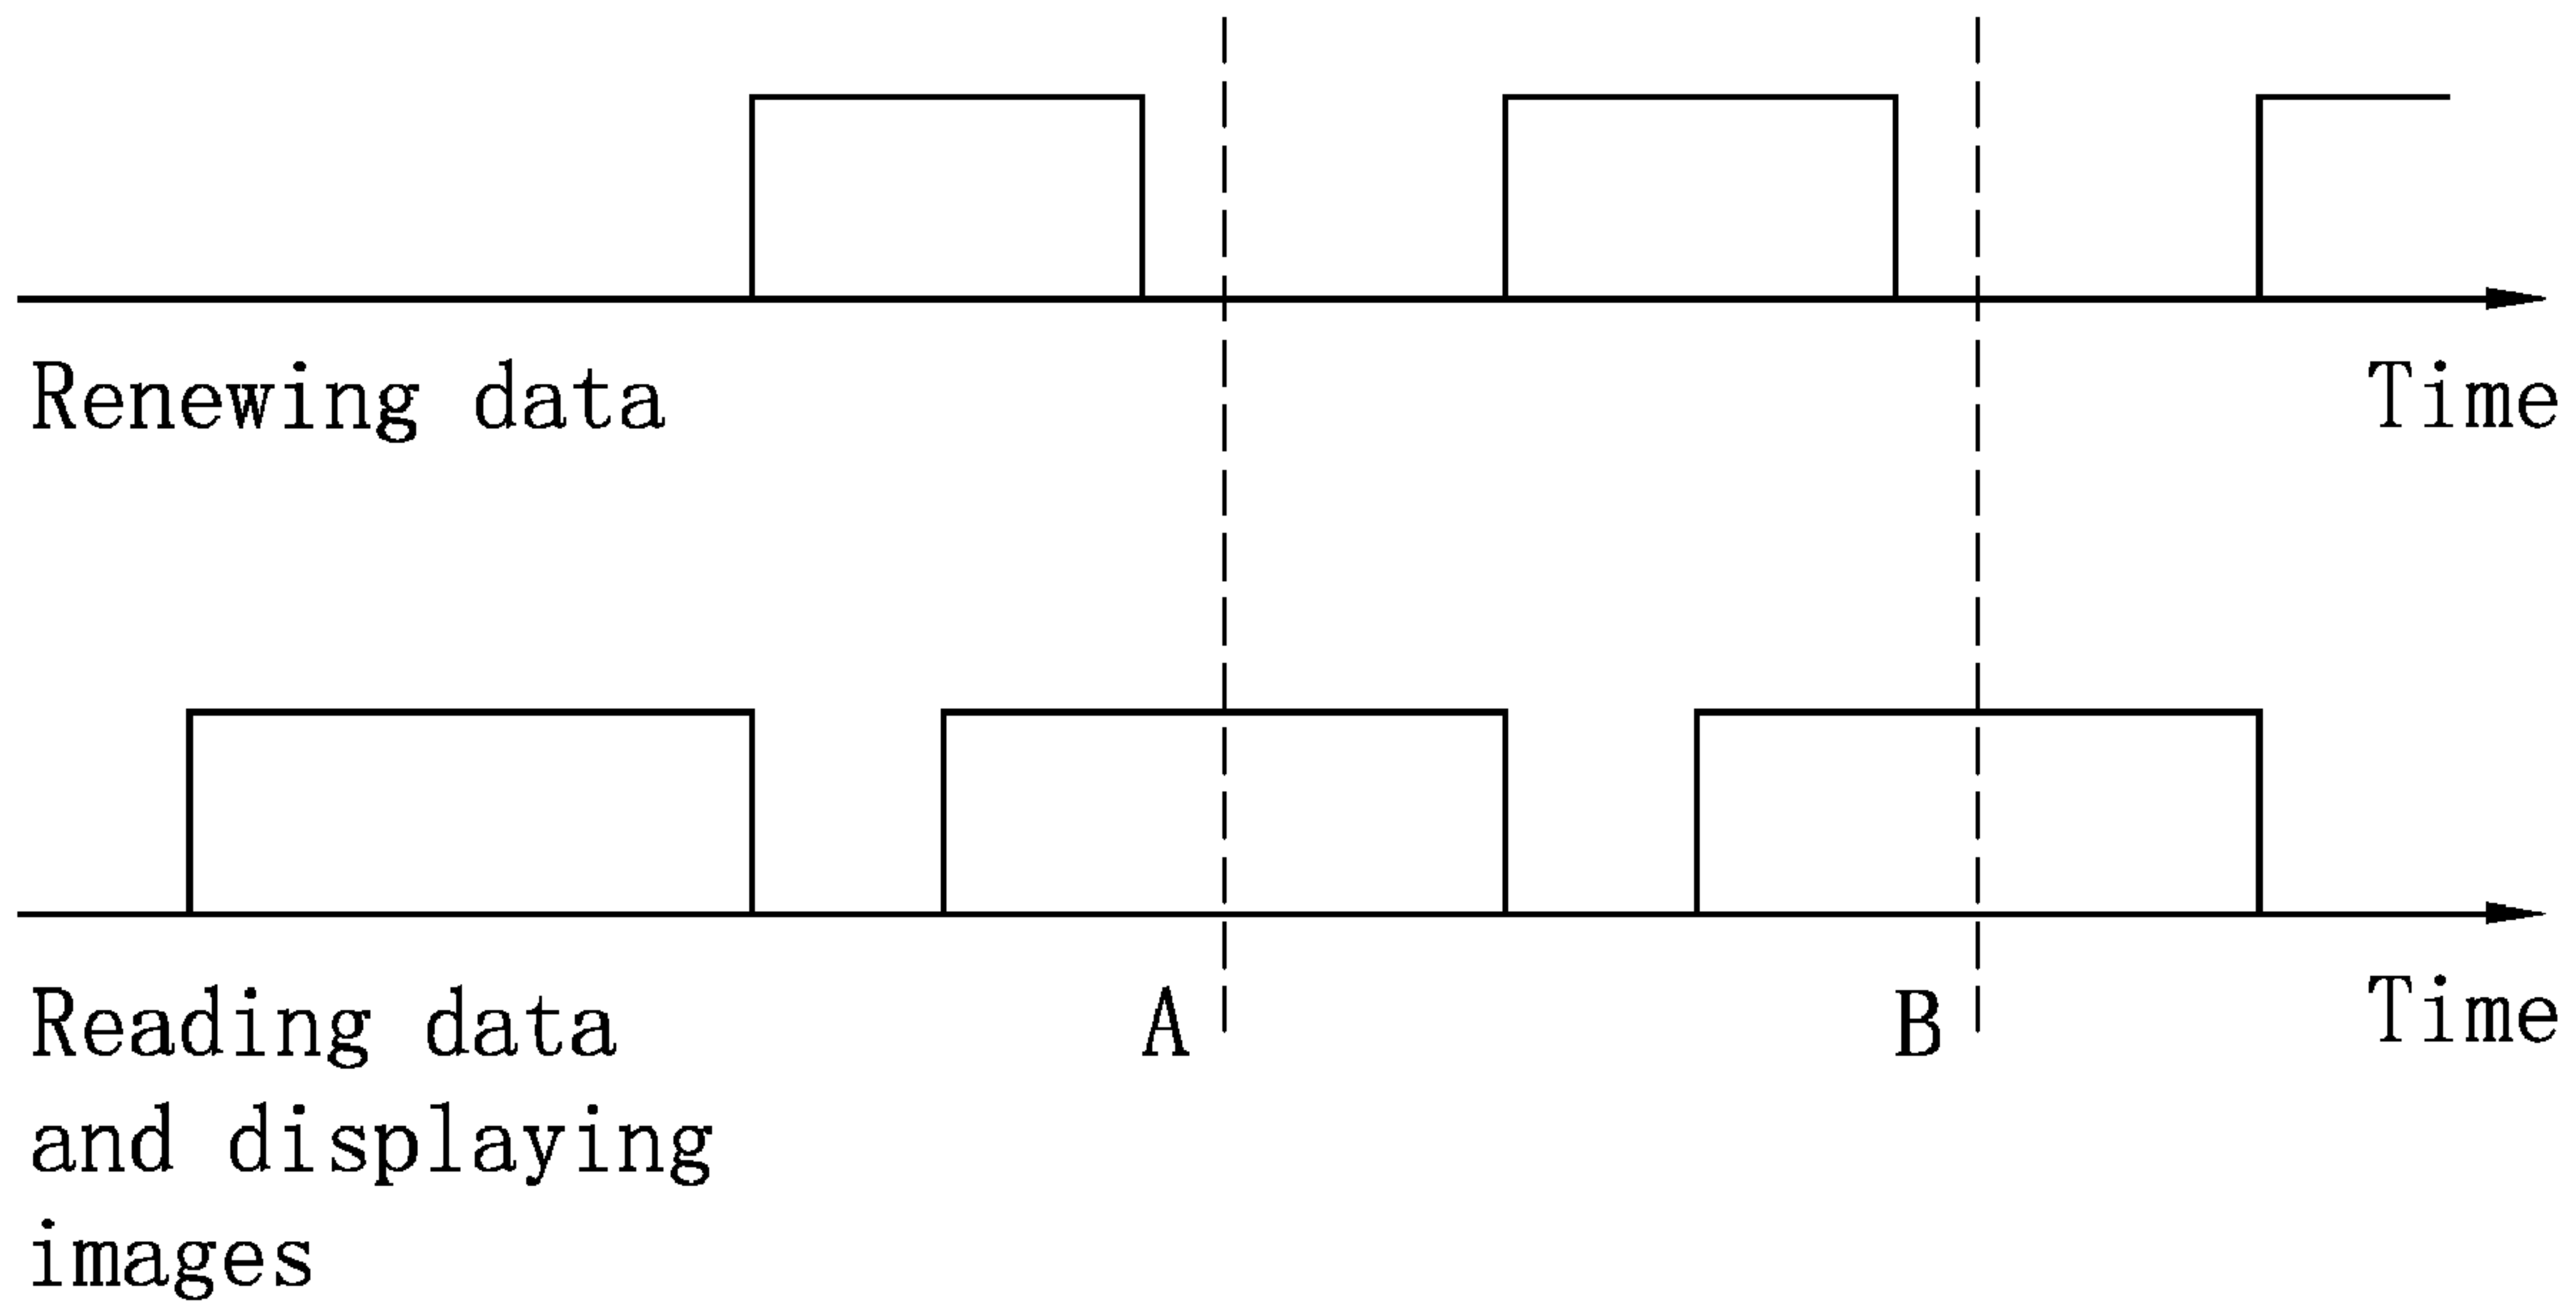 Renewing data
Time
A
B
Time
Reading data
and displaying
images